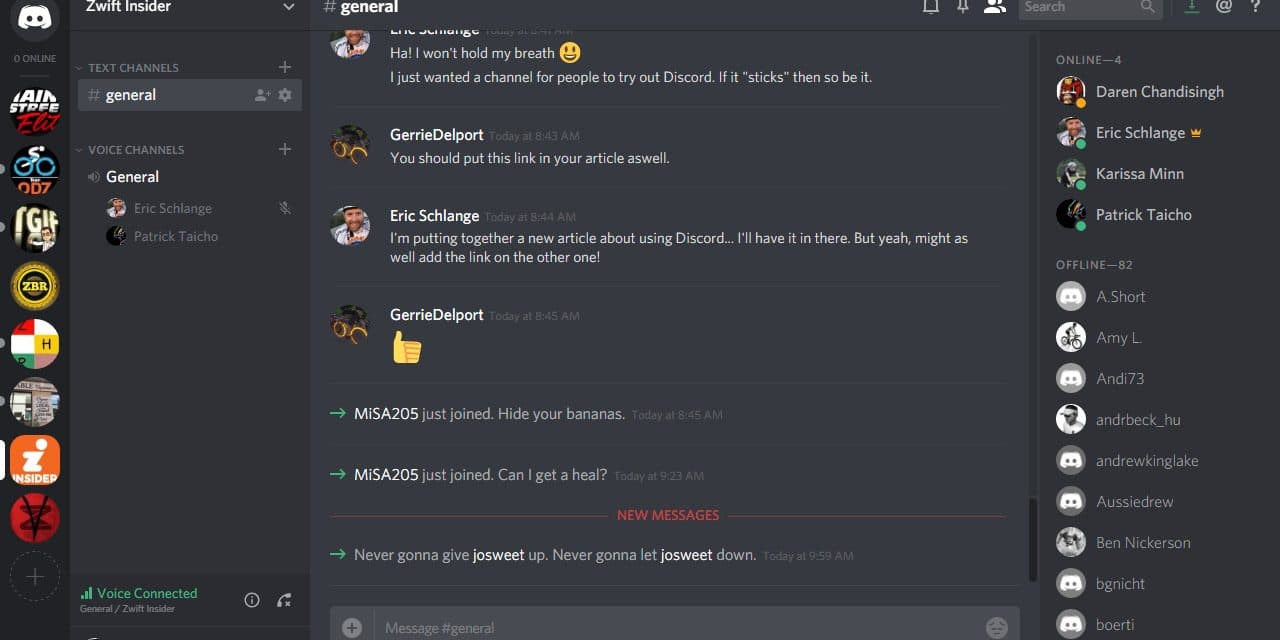 Zwift Insider
# general
Search
@
?
0 ONLINE
TEXT CHANNELS
# general
VOICE CHANNELS
General
Eric Schlange
Patrick Taicho
ZBR
H
INSIDER
Voice Connected
General / Zwift Insider
Eric Schlange Today at 8:41 AM
Ha! I won't hold my breath
I just wanted a channel for people to try out Discord. If it "sticks" then so be it.
GerrieDelport Today at 8:43 AM
You should put this link in your article aswell.
Eric Schlange Today at 8:44 AM
I'm putting together a new article about using Discord... I'll have it in there. But yeah, might as
well add the link on the other one!
GerrieDelport Today at 8:45 AM
MiSA205 just joined. Hide your bananas. Today at 8:45 AM
MiSA205 just joined. Can I get a heal? Today at 9:23 AM
NEW MESSAGES
Never gonna give josweet up. Never gonna let josweet down. Today at 9:59 AM
Message #general
ONLINE—4
Daren Chandisingh
Eric Schlange
Karissa Minn
Patrick Taicho
OFFLINE—82
A.Short
Amy L.
Andi73
andrbeck_hu
andrewkinglake
Aussiedrew
Ben Nickerson
bgnicht
boerti